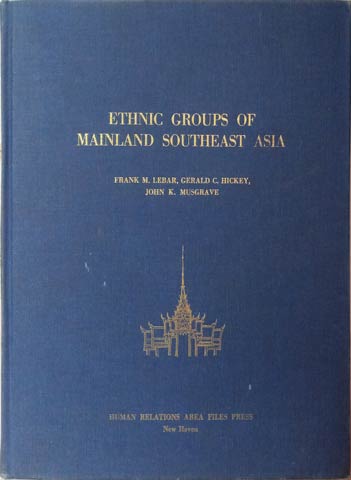 ETHNIC GROUPS OF
MAINLAND SOUTHEAST ASIA
FRANK M. LEBAR, GERALD C. HICKEY,
JOHN K. MUSGRAVE
HUMAN RELATIONS AREA FILES PRESS
New Haven